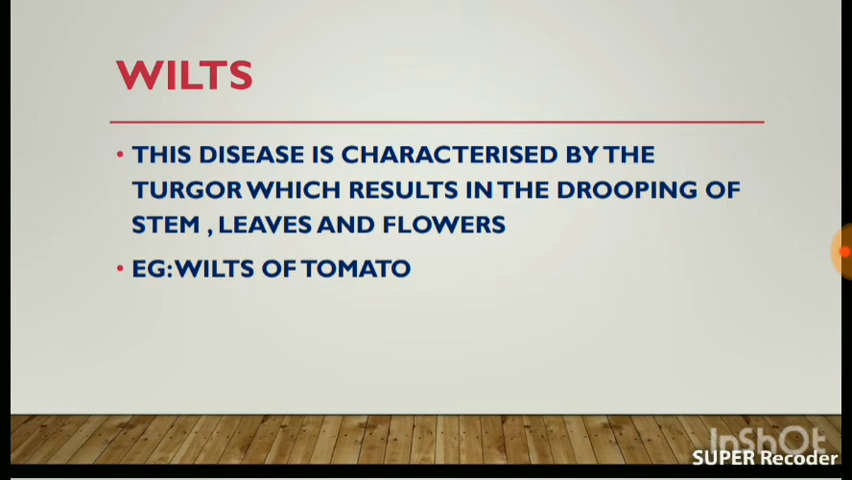 WILTS
• THIS DISEASE IS CHARACTERISED BY THE
TURGOR WHICH RESULTS IN THE DROOPING OF
STEM , LEAVES AND FLOWERS
• EG: WILTS OF TOMATO
InShOt
SUPER Recoder